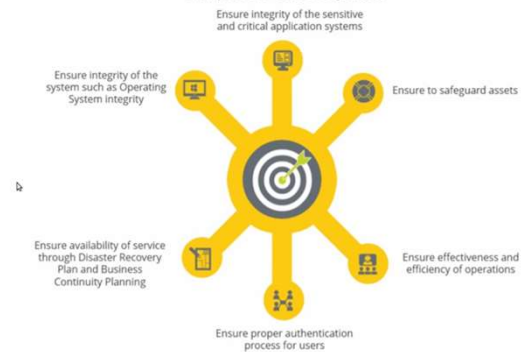 Ensure integrity of the sensitive
and critical application systems
Ensure integrity of the
system such as Operating
System integrity
Ensure to safeguard assets
Ensure availability of service
through Disaster Recovery
Plan and Business
Continuity Planning
Ensure effectiveness and
efficiency of operations
Ensure proper authentication
process for users